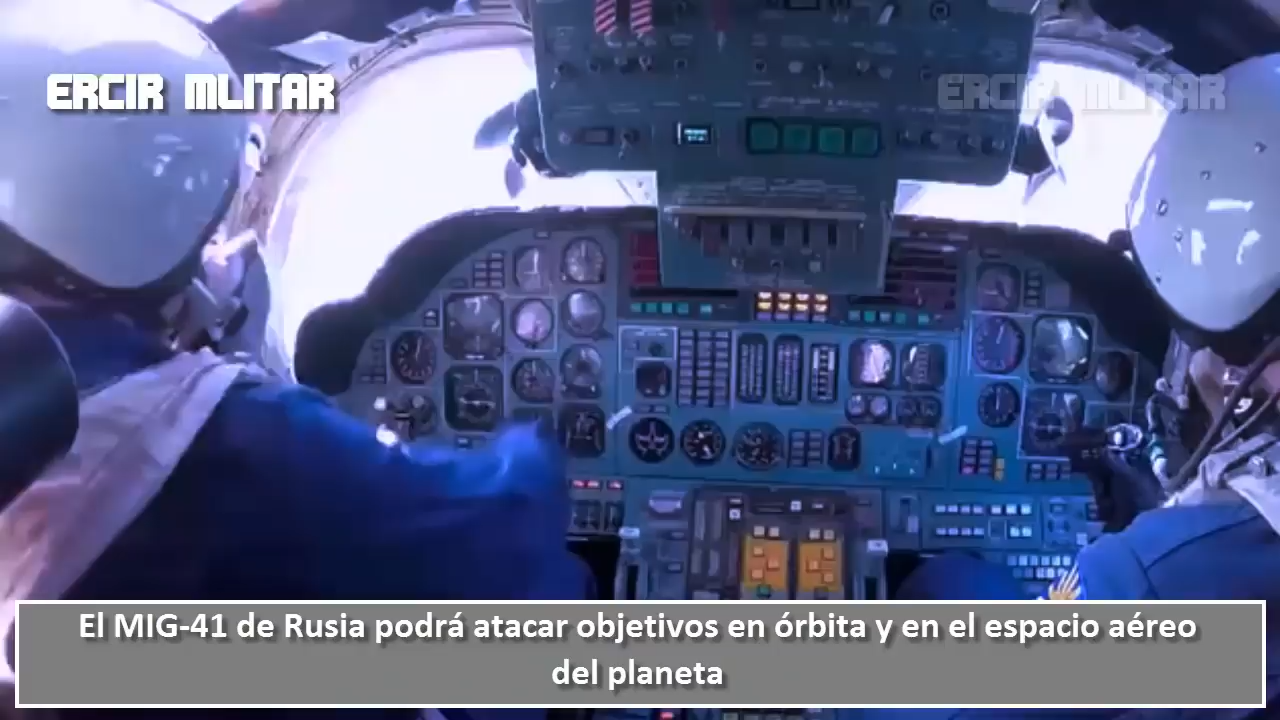 ERCIR MLITAR
ERCIR MLITAR
El MIG-41 de Rusia podrá atacar objetivos en órbita y en el espacio aéreo
del planeta